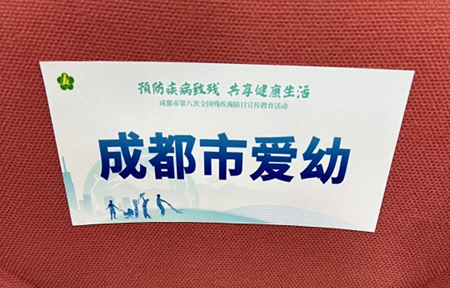 预防疾病致残 共享健康生活
成都市第八次全国残疾预防日宣传教育活动
成都市爱幼